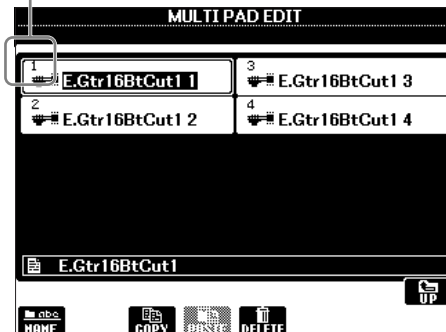 MULTI PAD EDIT
1
E.Gtr16BtCut1 1
3
E.Gtr16BtCut1 3
2
E.Gtr16BtCut1 2
4
E.Gtr16BtCut1 4
E.Gtr16BtCut1
UP
abc
NAME COPY PASTE DELETE